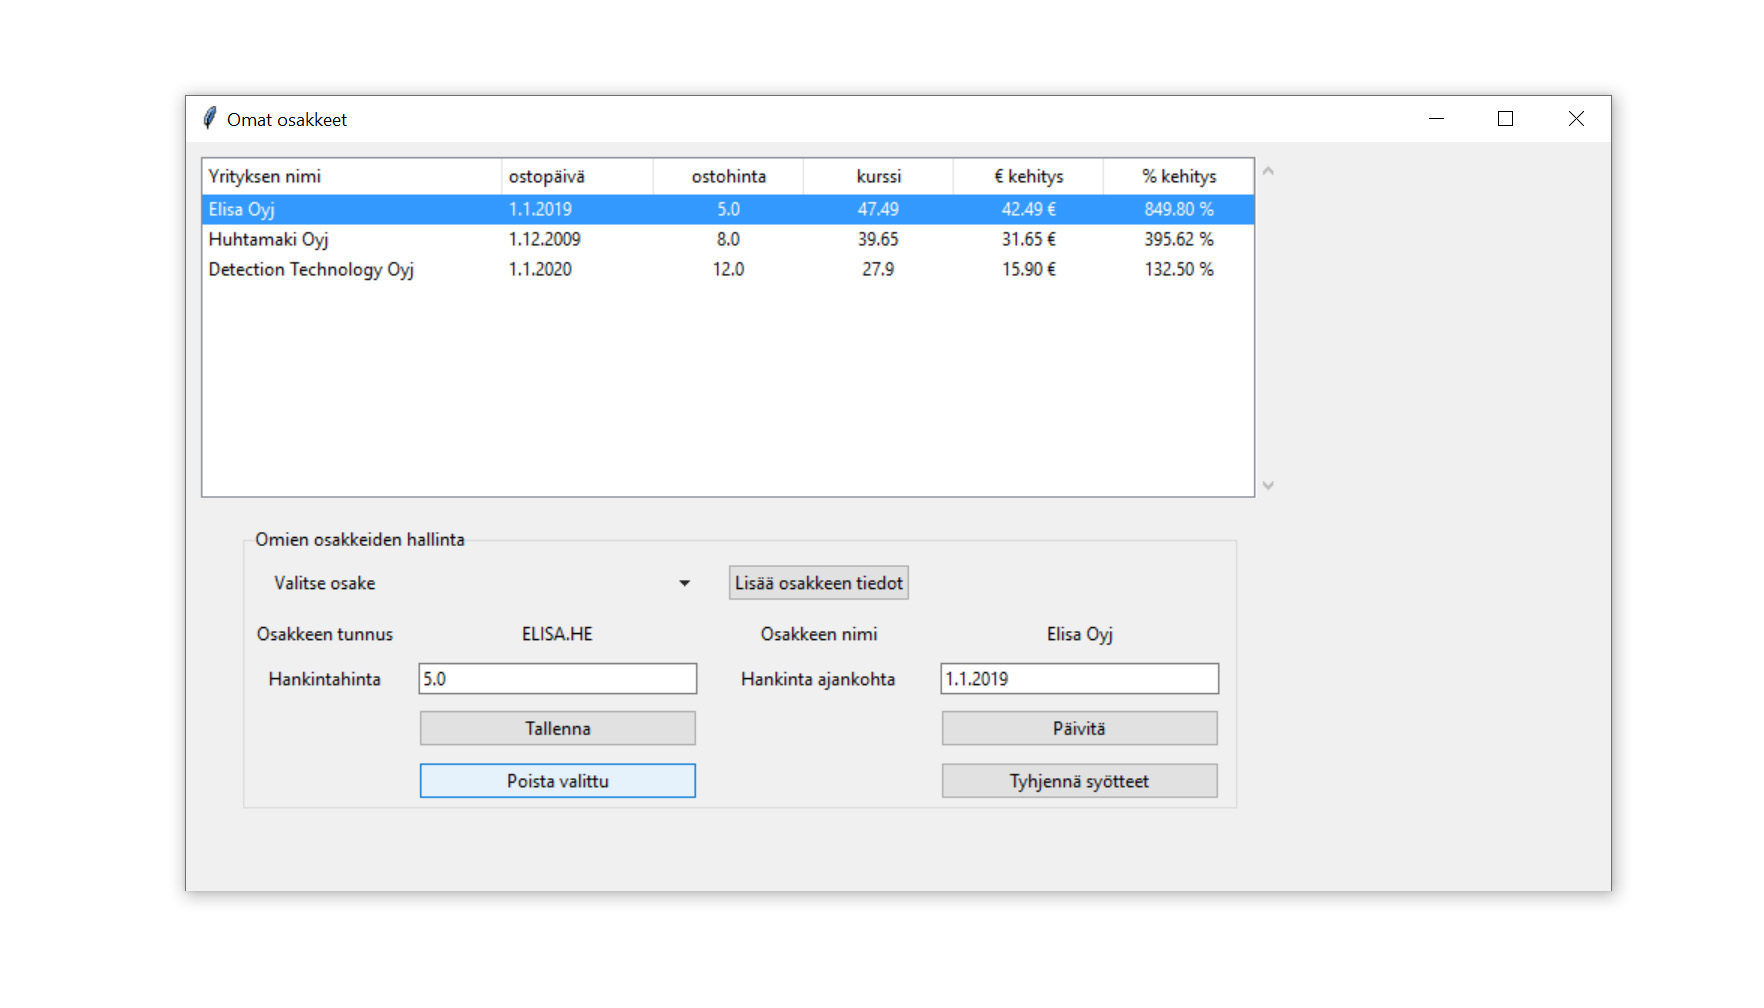 Omat osakkeet
Yrityksen nimi ostopäivä ostohinta kurssi € kehitys % kehitys
Elisa Oyj 1.1.2019 5.0 47.49 42.49 € 849.80 %
Huhtamaki Oyj 1.12.2009 8.0 39.65 31.65 € 395.62 %
Detection Technology Oyj 1.1.2020 12.0 27.9 15.90 € 132.50 %
Omien osakkeiden hallinta
Valitse osake Lisää osakkeen tiedot
Osakkeen tunnus ELISA.HE Osakkeen nimi Elisa Oyj
Hankintahinta 5.0 Hankinta ajankohta 1.1.2019
Tallenna Päivitä
Poista valittu Tyhjennä syötteet